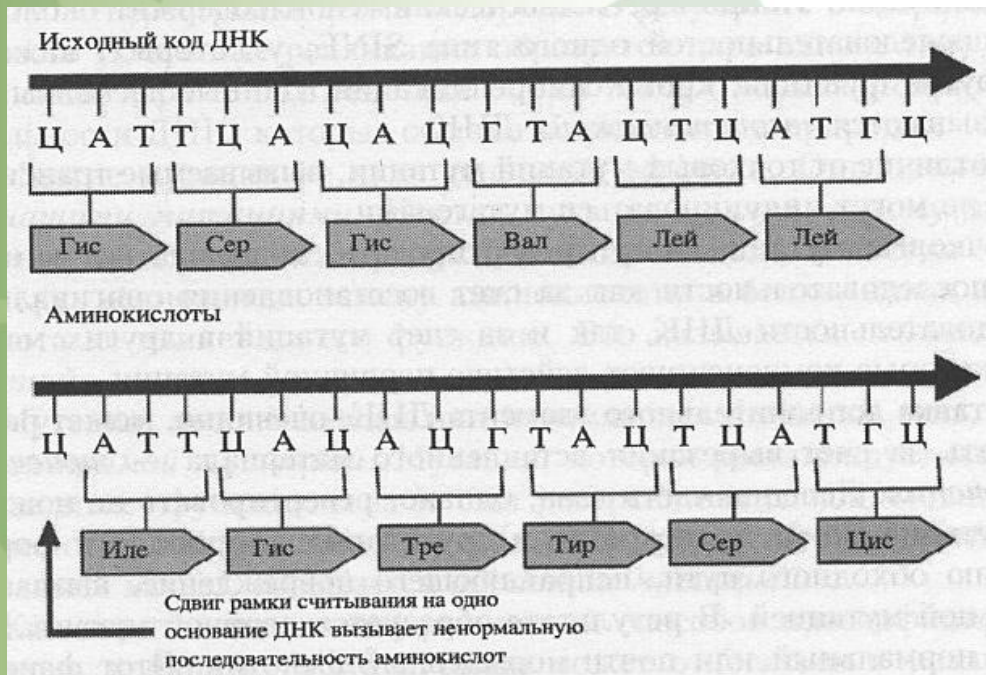 Исходный код ДНК
Ц А Т Т Ц А Ц А Ц Г Т А Ц Т Ц А Т Г Ц
Гис Сер Гис Вал Лей Лей
Аминокислоты
Ц А Т Т Ц А Ц А Ц Г Т А Ц Т Ц А Т Г Ц
Иле Гис Тре Тир Сер Цис
Сдвиг рамки считывания на одно
основание ДНК вызывает ненормальную
последовательность аминокислот